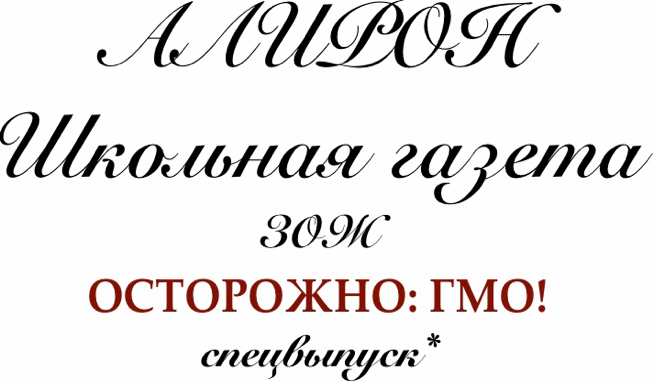 АЛИРОН
Школьная газета
ЗОЖ
ОСТОРОЖНО: ГМО!
спецвыпуск*